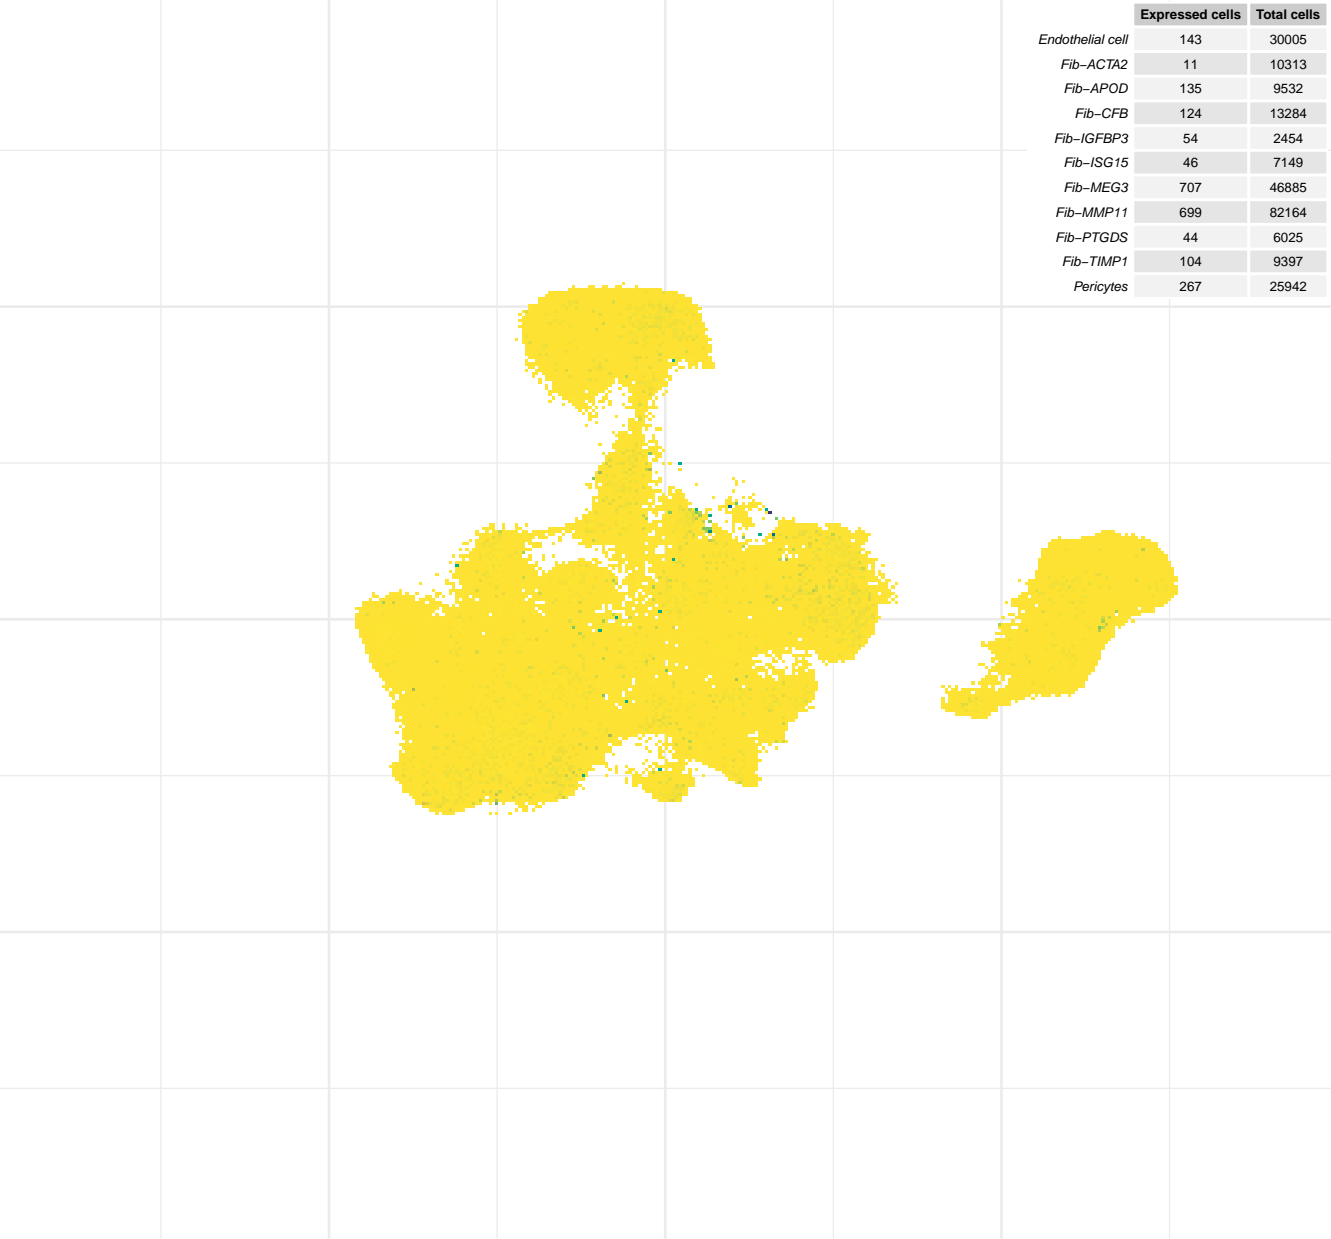 Expressed cells Total cells
Endothelial cell 143 30005
Fib−ACTA2 11 10313
Fib−APOD 135 9532
Fib−CFB 124 13284
Fib−IGFBP3 54 2454
Fib−ISG15 46 7149
Fib−MEG3 707 46885
Fib−MMP11 699 82164
Fib−PTGDS 44 6025
Fib−TIMP1 104 9397
Pericytes 267 25942